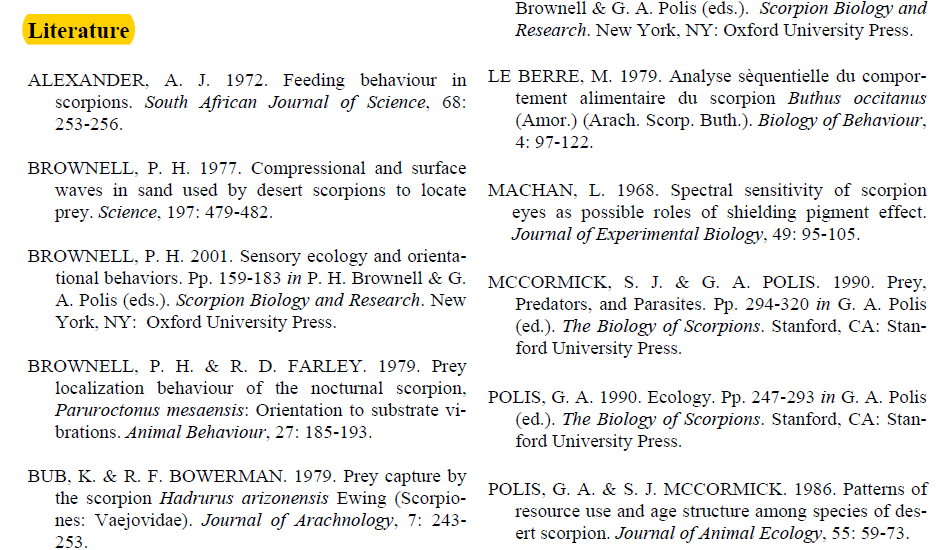 Literature
ALEXANDER, A. J. 1972. Feeding behaviour in
scorpions. South African Journal of Science, 68:
253-256.
BROWNELL, P. H. 1977. Compressional and surface
waves in sand used by desert scorpions to locate
prey. Science, 197: 479-482.
BROWNELL, P. H. 2001. Sensory ecology and orienta-
tional behaviors. Pp. 159-183 in P. H. Brownell & G.
A. Polis (eds.). Scorpion Biology and Research. New
York, NY: Oxford University Press.
BROWNELL, P. H. & R. D. FARLEY. 1979. Prey
localization behaviour of the nocturnal scorpion,
Paruroctonus mesaensis: Orientation to substrate vi-
brations. Animal Behaviour, 27: 185-193.
BUB, K. & R. F. BOWERMAN. 1979. Prey capture by
the scorpion Hadrurus arizonensis Ewing (Scorpio-
nes: Vaejovidae). Journal of Arachnology, 7: 243-
253.
Brownell & G. A. Polis (eds.). Scorpion Biology and
Research. New York, NY: Oxford University Press.
LE BERRE, M. 1979. Analyse sèquentielle du compor-
tement alimentaire du scorpion Buthus occitanus
(Amor.) (Arach. Scorp. Buth.). Biology of Behaviour,
4: 97-122.
MACHAN, L. 1968. Spectral sensitivity of scorpion
eyes as possible roles of shielding pigment effect.
Journal of Experimental Biology, 49: 95-105.
MCCORMICK, S. J. & G. A. POLIS. 1990. Prey,
Predators, and Parasites. Pp. 294-320 in G. A. Polis
(ed.). The Biology of Scorpions. Stanford, CA: Stan-
ford University Press.
POLIS, G. A. 1990. Ecology. Pp. 247-293 in G. A. Polis
(ed.). The Biology of Scorpions. Stanford, CA: Stan-
ford University Press.
POLIS, G. A. & S. J. MCCORMICK. 1986. Patterns of
resource use and age structure among species of des-
ert scorpion. Journal of Animal Ecology, 55: 59-73.